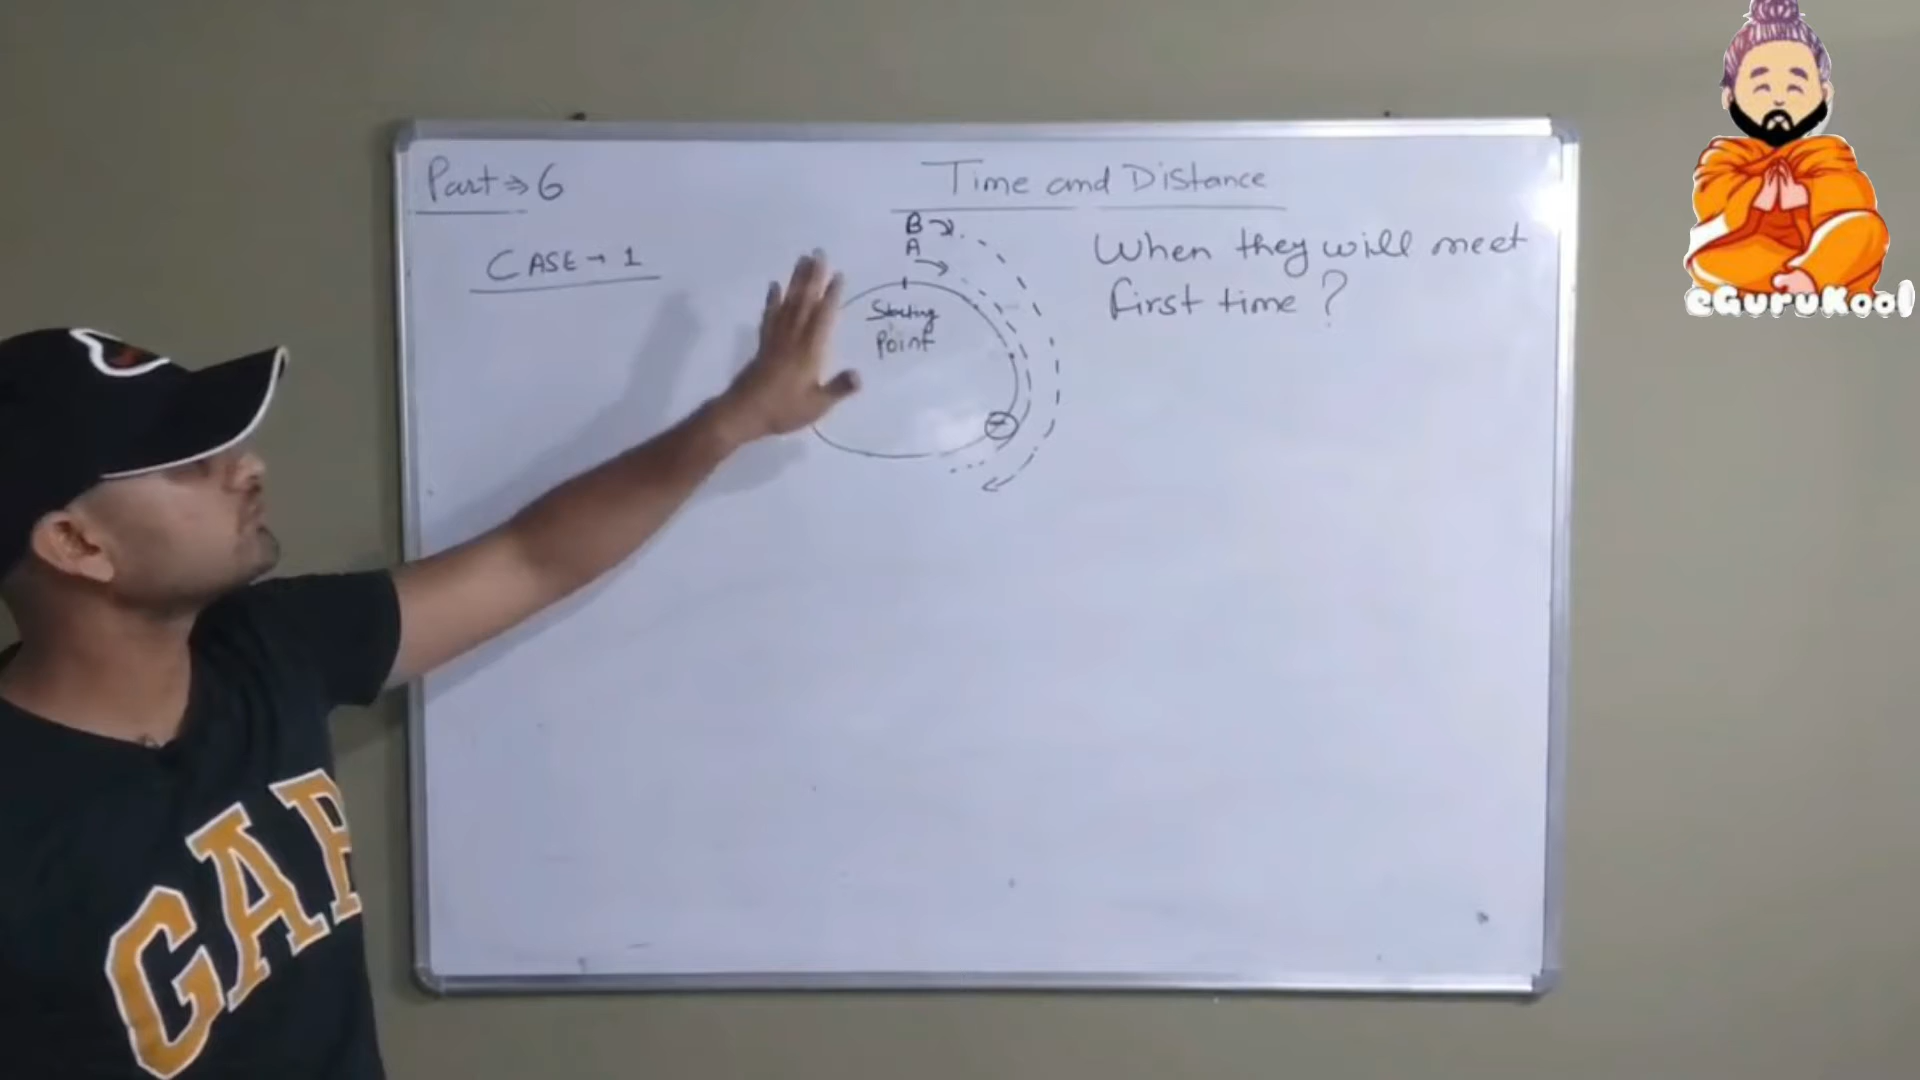 Part ⇒ 6
Time and Distance
CASE → 1
B
A
When they will meet
first time?
Starting
Point
eGuruKool
GAP